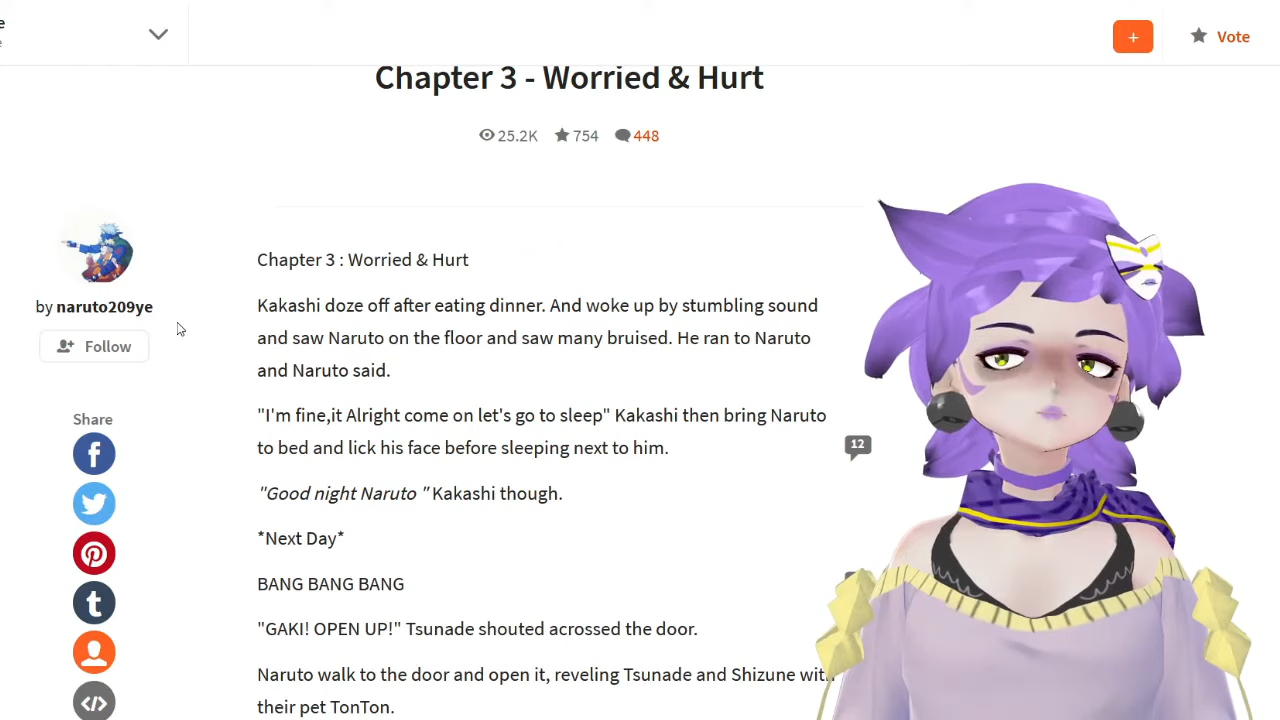 e
+
Vote
Chapter 3 - Worried & Hurt
25.2K 754 448
by naruto209ye
Follow
Share
Chapter 3 : Worried & Hurt
Kakashi doze off after eating dinner. And woke up by stumbling sound
and saw Naruto on the floor and saw many bruised. He ran to Naruto
and Naruto said.
"I'm fine,it Alright come on let's go to sleep" Kakashi then bring Naruto
to bed and lick his face before sleeping next to him.
12
"Good night Naruto " Kakashi though.
*Next Day*
BANG BANG BANG
"GAKI! OPEN UP!" Tsunade shouted acrossed the door.
Naruto walk to the door and open it, reveling Tsunade and Shizune with
their pet TonTon.